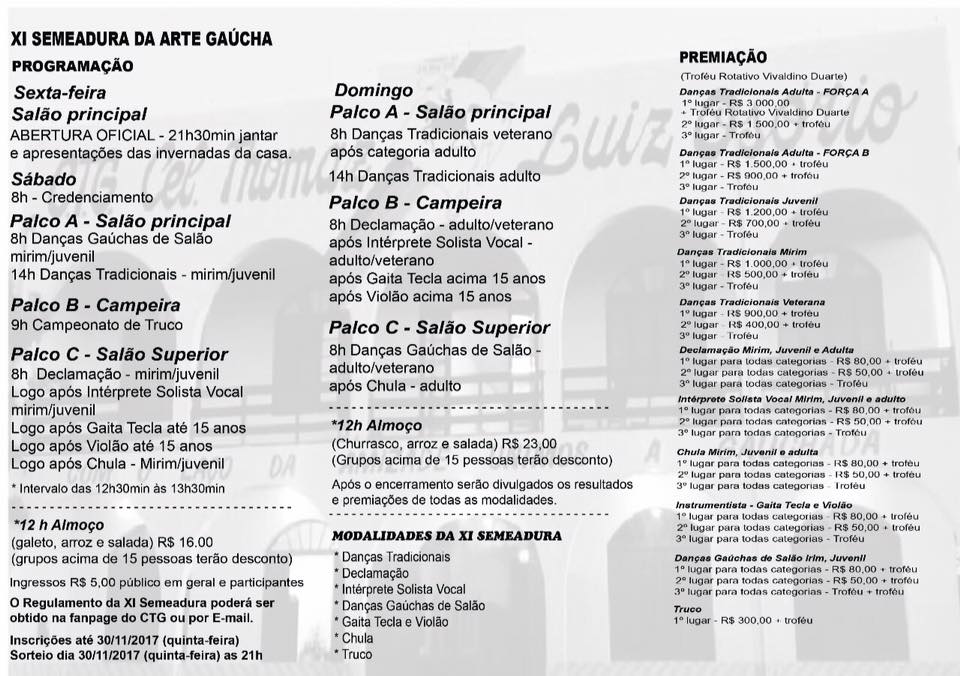 XI SEMEADURA DA ARTE GAÚCHA
PROGRAMAÇÃO
Sexta-feira
Salão principal
ABERTURA OFICIAL - 21h30min jantar
e apresentações das invernadas da casa.
Sábado
8h - Credenciamento
Palco A - Salão principal
8h Danças Gaúchas de Salão
mirim/juvenil
14h Danças Tradicionais - mirim/juvenil
Palco B - Campeira
9h Campeonato de Truco
Palco C - Salão Superior
8h Declamação - mirim/juvenil
Logo após Intérprete Solista Vocal
mirim/juvenil
Logo após Gaita Tecla até 15 anos
Logo após Violão até 15 anos
Logo após Chula - Mirim/juvenil
* Intervalo das 12h30min às 13h30min
*12 h Almoço
(galeto, arroz e salada) R$ 16.00
(grupos acima de 15 pessoas terão desconto)
Ingressos R$ 5,00 público em geral e participantes
O Regulamento da XI Semeadura poderá ser
obtido na fanpage do CTG ou por E-mail.
Inscrições até 30/11/2017 (quinta-feira)
Sorteio dia 30/11/2017 (quinta-feira) as 21h
Domingo
Palco A - Salão principal
8h Danças Tradicionais veterano
após categoria adulto
14h Danças Tradicionais adulto
Palco B - Campeira
8h Declamação - adulto/veterano
após Intérprete Solista Vocal -
adulto/veterano
após Gaita Tecla acima 15 anos
após Violão acima 15 anos
Palco C - Salão Superior
8h Danças Gaúchas de Salão -
adulto/veterano
após Chula - adulto
*12h Almoço
(Churrasco, arroz e salada) R$ 23,00
(Grupos acima de 15 pessoas terão desconto)
Após o encerramento serão divulgados os resultados
e premiações de todas as modalidades.
MODALIDADES DA XI SEMEADURA
* Danças Tradicionais
* Declamação
* Intérprete Solista Vocal
* Danças Gaúchas de Salão
* Gaita Tecla e Violão
* Chula
* Truco
PREMIAÇÃO
(Troféu Rotativo Vivaldino Duarte)
Danças Tradicionais Adulta - FORÇA A
1º lugar - R$ 3.000,00
+ Troféu Rotativo Vivaldino Duarte
2º lugar - R$ 1.500,00 + troféu
3º lugar - Troféu
Danças Tradicionais Adulta - FORÇA B
1º lugar - R$ 1.500,00 + troféu
2º lugar - R$ 900,00 + troféu
3º lugar - Troféu
Danças Tradicionais Juvenil
1º lugar - R$ 1.200,00 + troféu
2º lugar - R$ 700,00 + troféu
3º lugar - Troféu
Danças Tradicionais Mirim
1º lugar - R$ 1.000,00 + troféu
2º lugar - R$ 500,00 + troféu
3º lugar - Troféu
Danças Tradicionais Veterana
1º lugar - R$ 900,00 + troféu
2º lugar - R$ 400,00 + troféu
3º lugar - Troféu
Declamação Mirim, Juvenil e Adulta
1º lugar para todas categorias - R$ 80,00 + troféu
2º lugar para todas categorias - R$ 50,00 + troféu
3º lugar para todas categorias - Troféu
Intérprete Solista Vocal Mirim, Juvenil e adulto
1º lugar para todas categorias - R$ 80,00 + troféu
2º lugar para todas categorias - R$ 50,00 + troféu
3º lugar para todas categorias - Troféu
Chula Mirim, Juvenil e adulta
1º lugar para todas categorias - R$ 80,00 + troféu
2º lugar para todas categorias - R$ 50,00 + troféu
3º lugar para todas categorias - Troféu
Instrumentista - Gaita Tecla e Violão
1º lugar para todas categorias - R$ 80,00 + troféu
2º lugar para todas categorias - R$ 50,00 + troféu
3º lugar para todas categorias - Troféu
Danças Gaúchas de Salão Irim, Juvenil
1º lugar para todas categorias - R$ 80,00 + troféu
2º lugar para todas categorias - R$ 50,00 + troféu
3º lugar para todas categorias - Troféu + troféu
Truco
1º lugar - R$ 300,00 + troféu